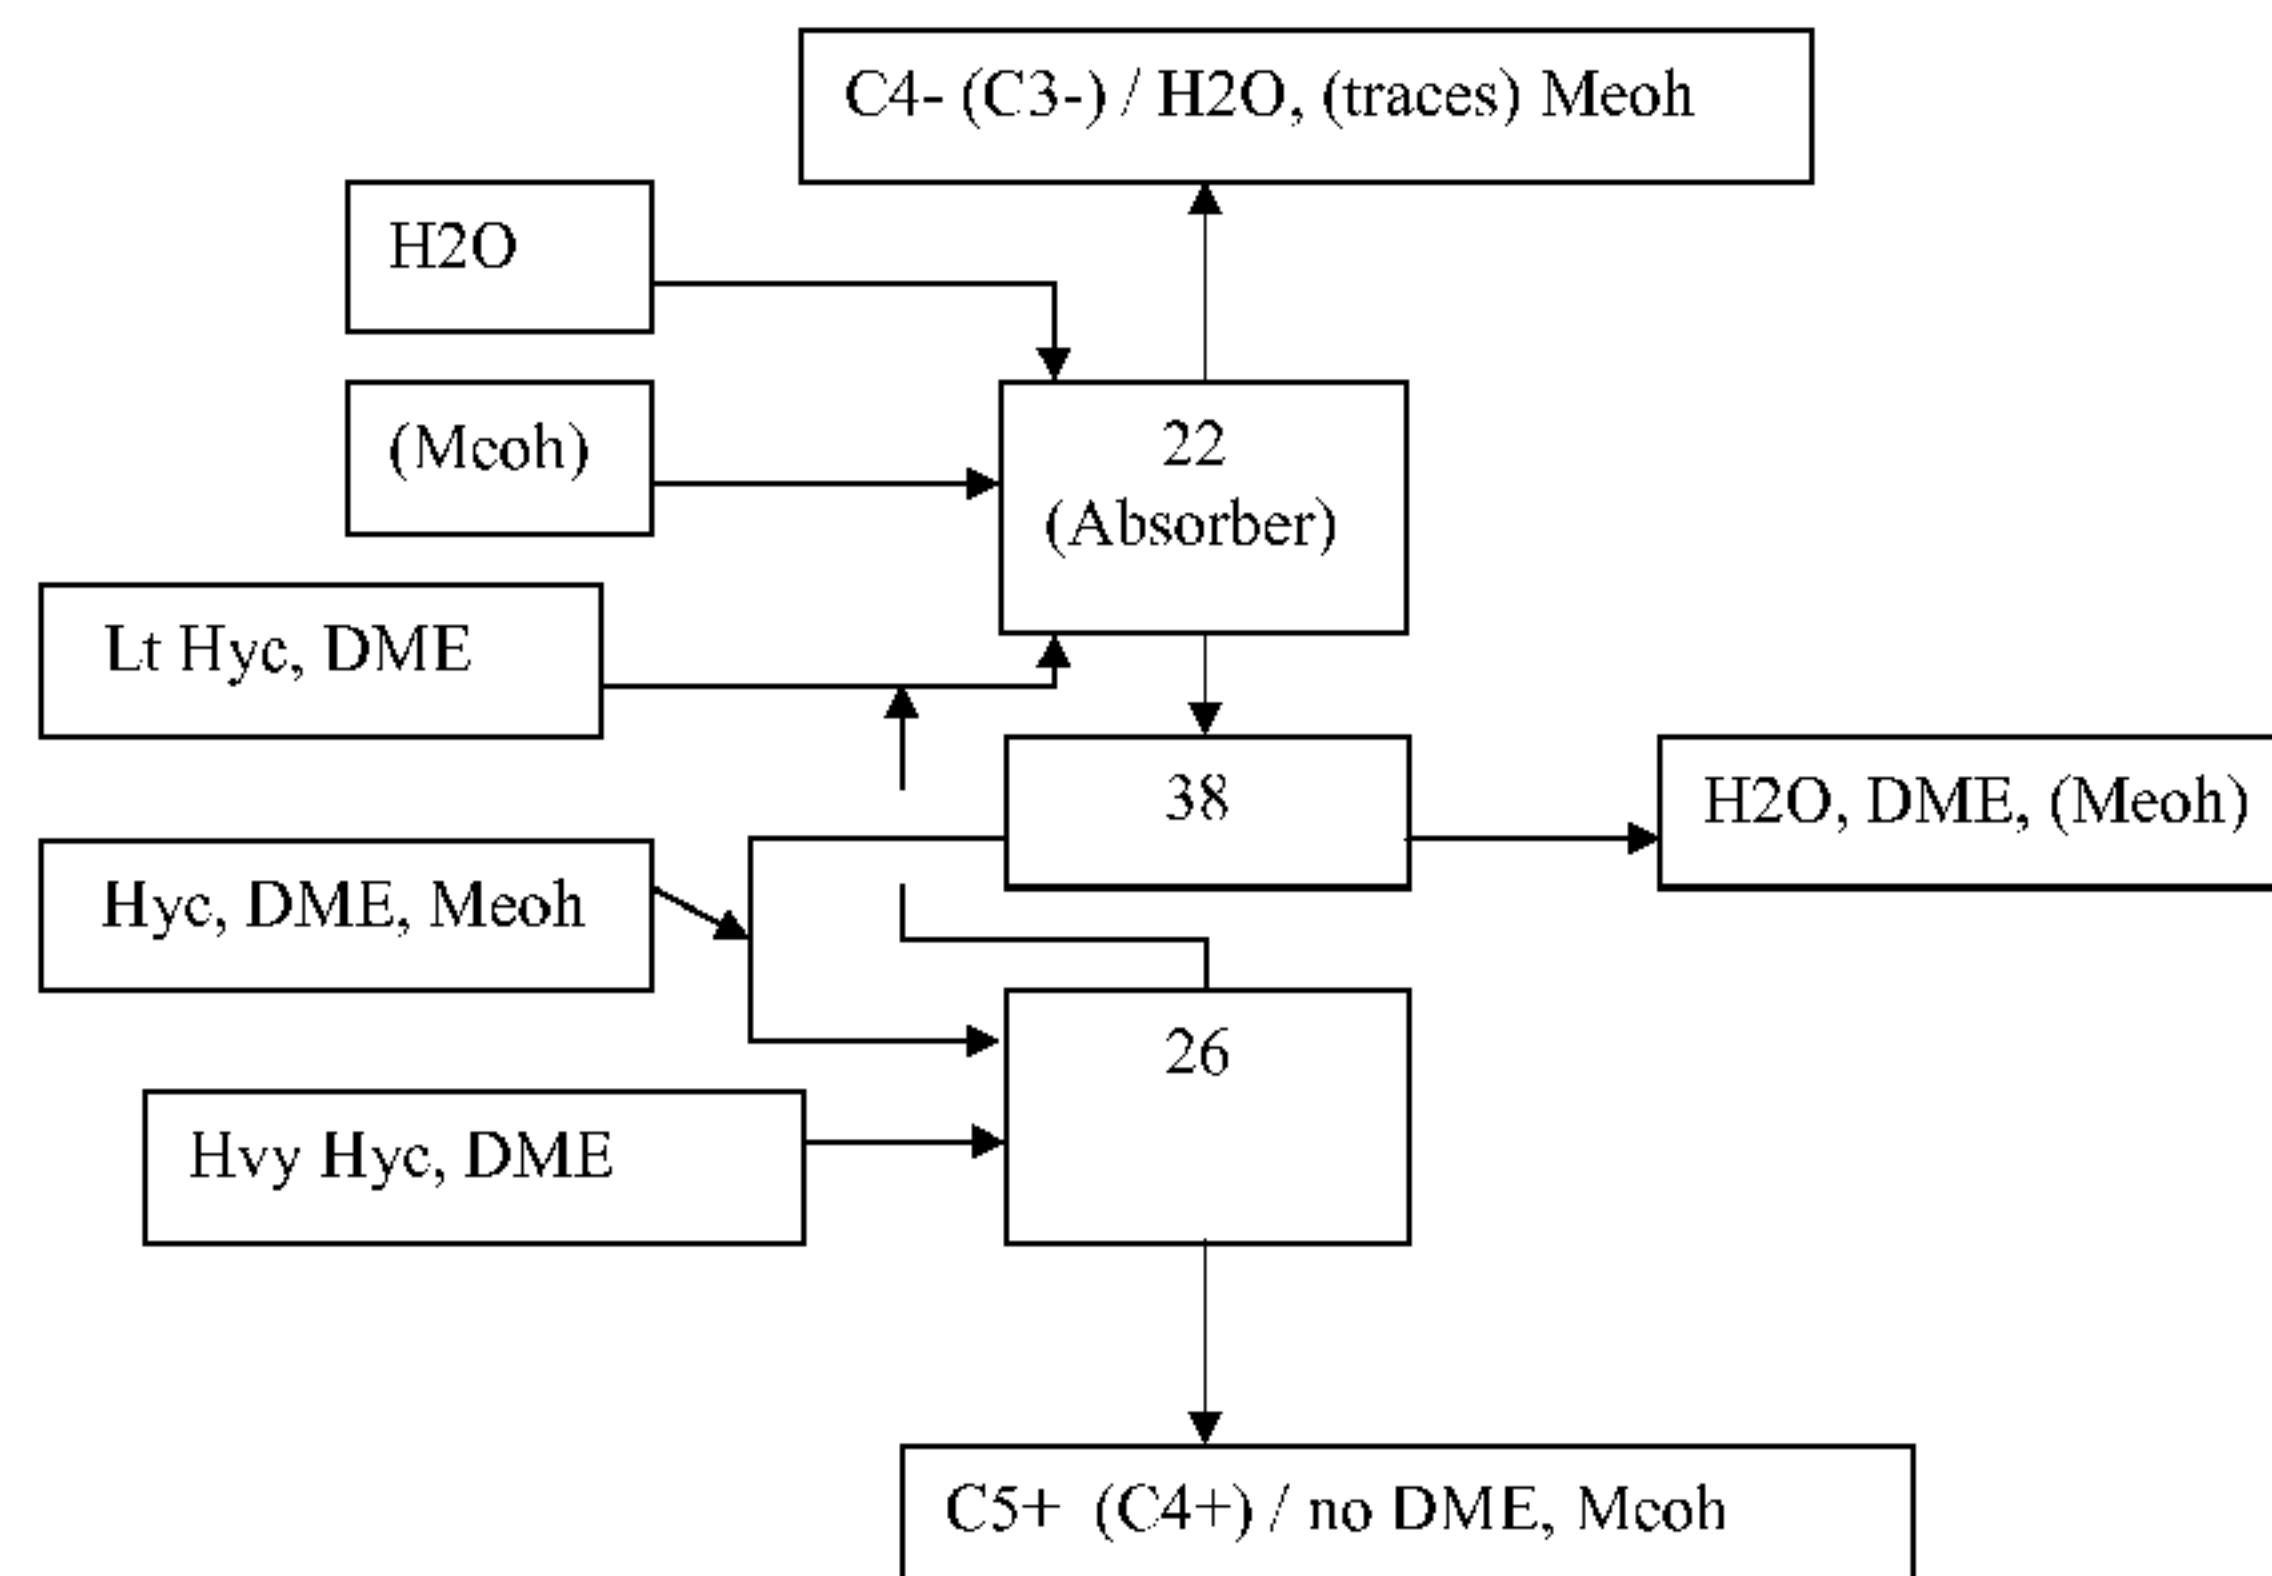 C4- (C3-) / H2O, (traces) Meoh
H2O
(Mcoh)
22
(Absorber)
Lt Hyc, DME
38
H2O, DME, (Meoh)
Hyc, DME, Meoh
26
Hvy Hyc, DME
C5+ (C4+) / no DME, Mcoh